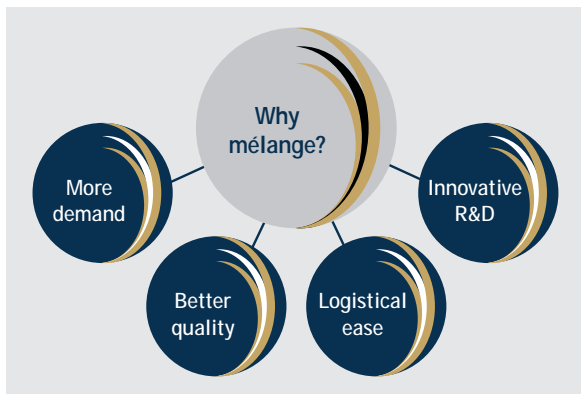 Why
mélange?
More
demand
Innovative
R&D
Better
quality
Logistical
ease